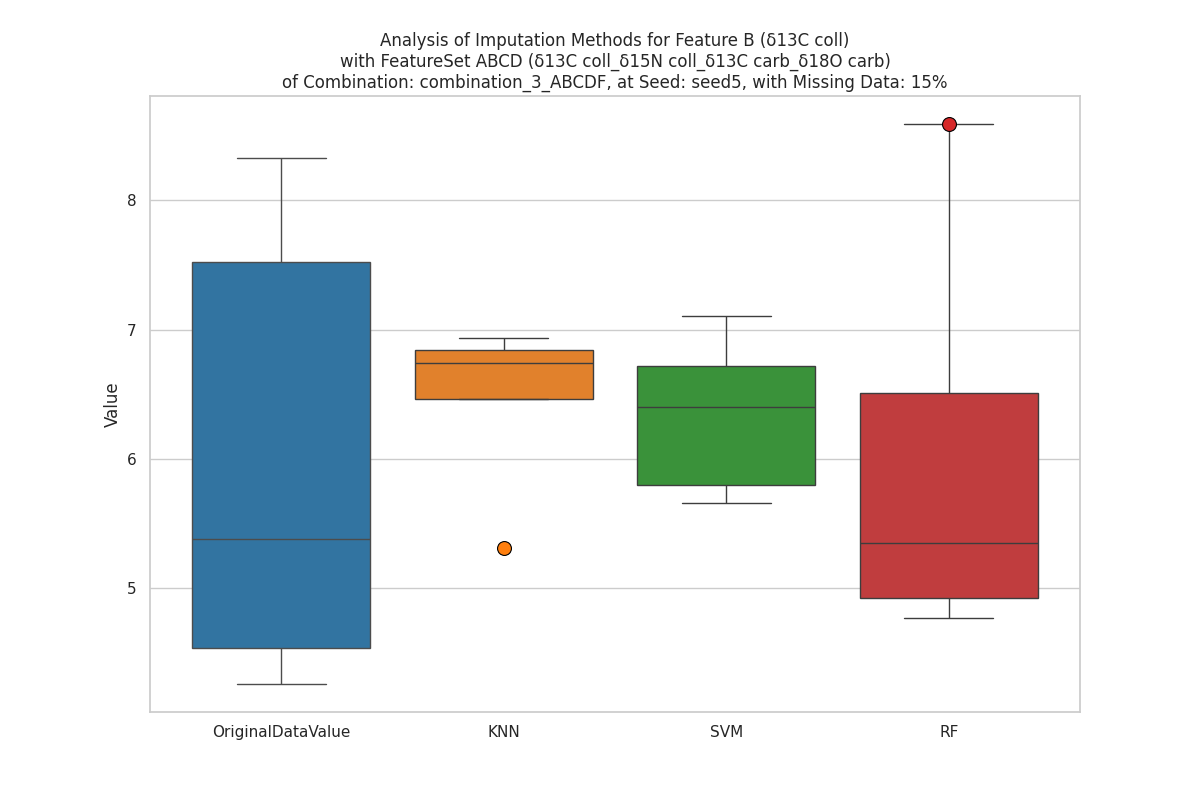 Analysis of Imputation Methods for Feature B (δ13C coll)
with FeatureSet ABCD (δ13C coll_δ15N coll_δ13C carb_δ18O carb)
of Combination: combination_3_ABCDF, at Seed: seed5, with Missing Data: 15%
8
7
6
5
Value
OriginalDataValue
KNN
SVM
RF